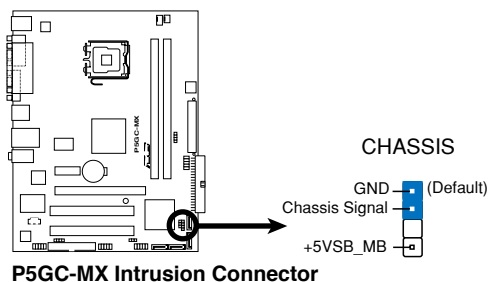 P5GC-MX
CHASSIS
GND
(Default)
Chassis Signal
+5VSB_MB
P5GC-MX Intrusion Connector